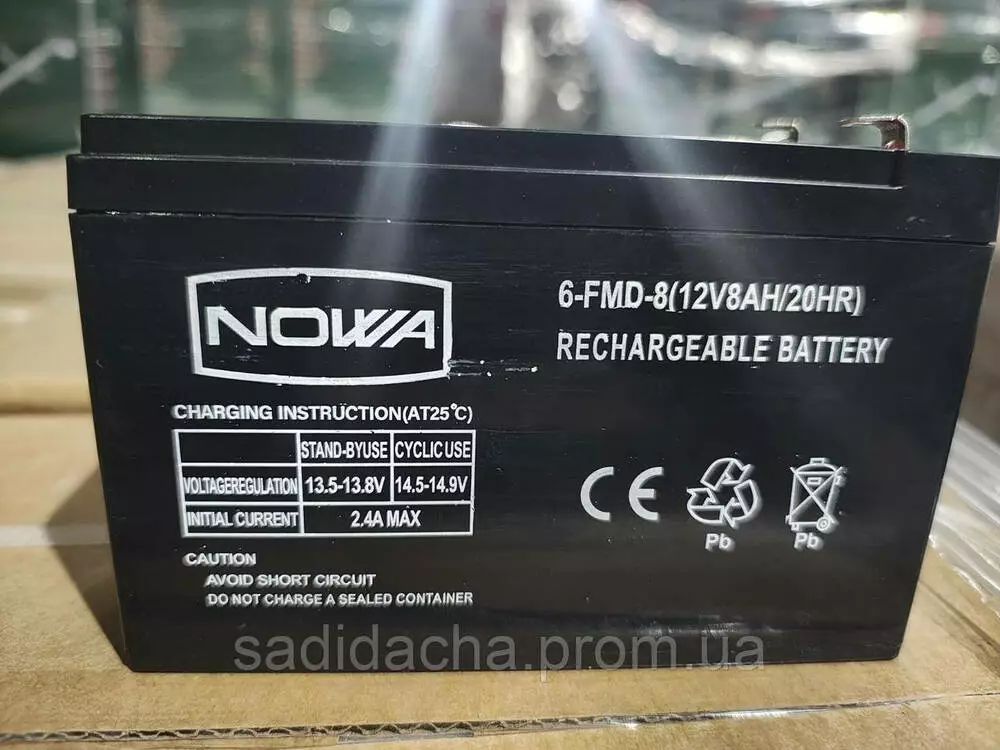 NOWA
6-FMD-8(12V8AH/20HR)
RECHARGEABLE BATTERY
CHARGING INSTRUCTION(AT25°C)
STAND-BYUSE CYCLIC USE
VOLTAGEREGULATION 13.5-13.8V 14.5-14.9V
INITIAL CURRENT 2.4A MAX
CAUTION
AVOID SHORT CIRCUIT
DO NOT CHARGE A SEALED CONTAINER
CE
Pb Pb
sadidacha.prom.ua